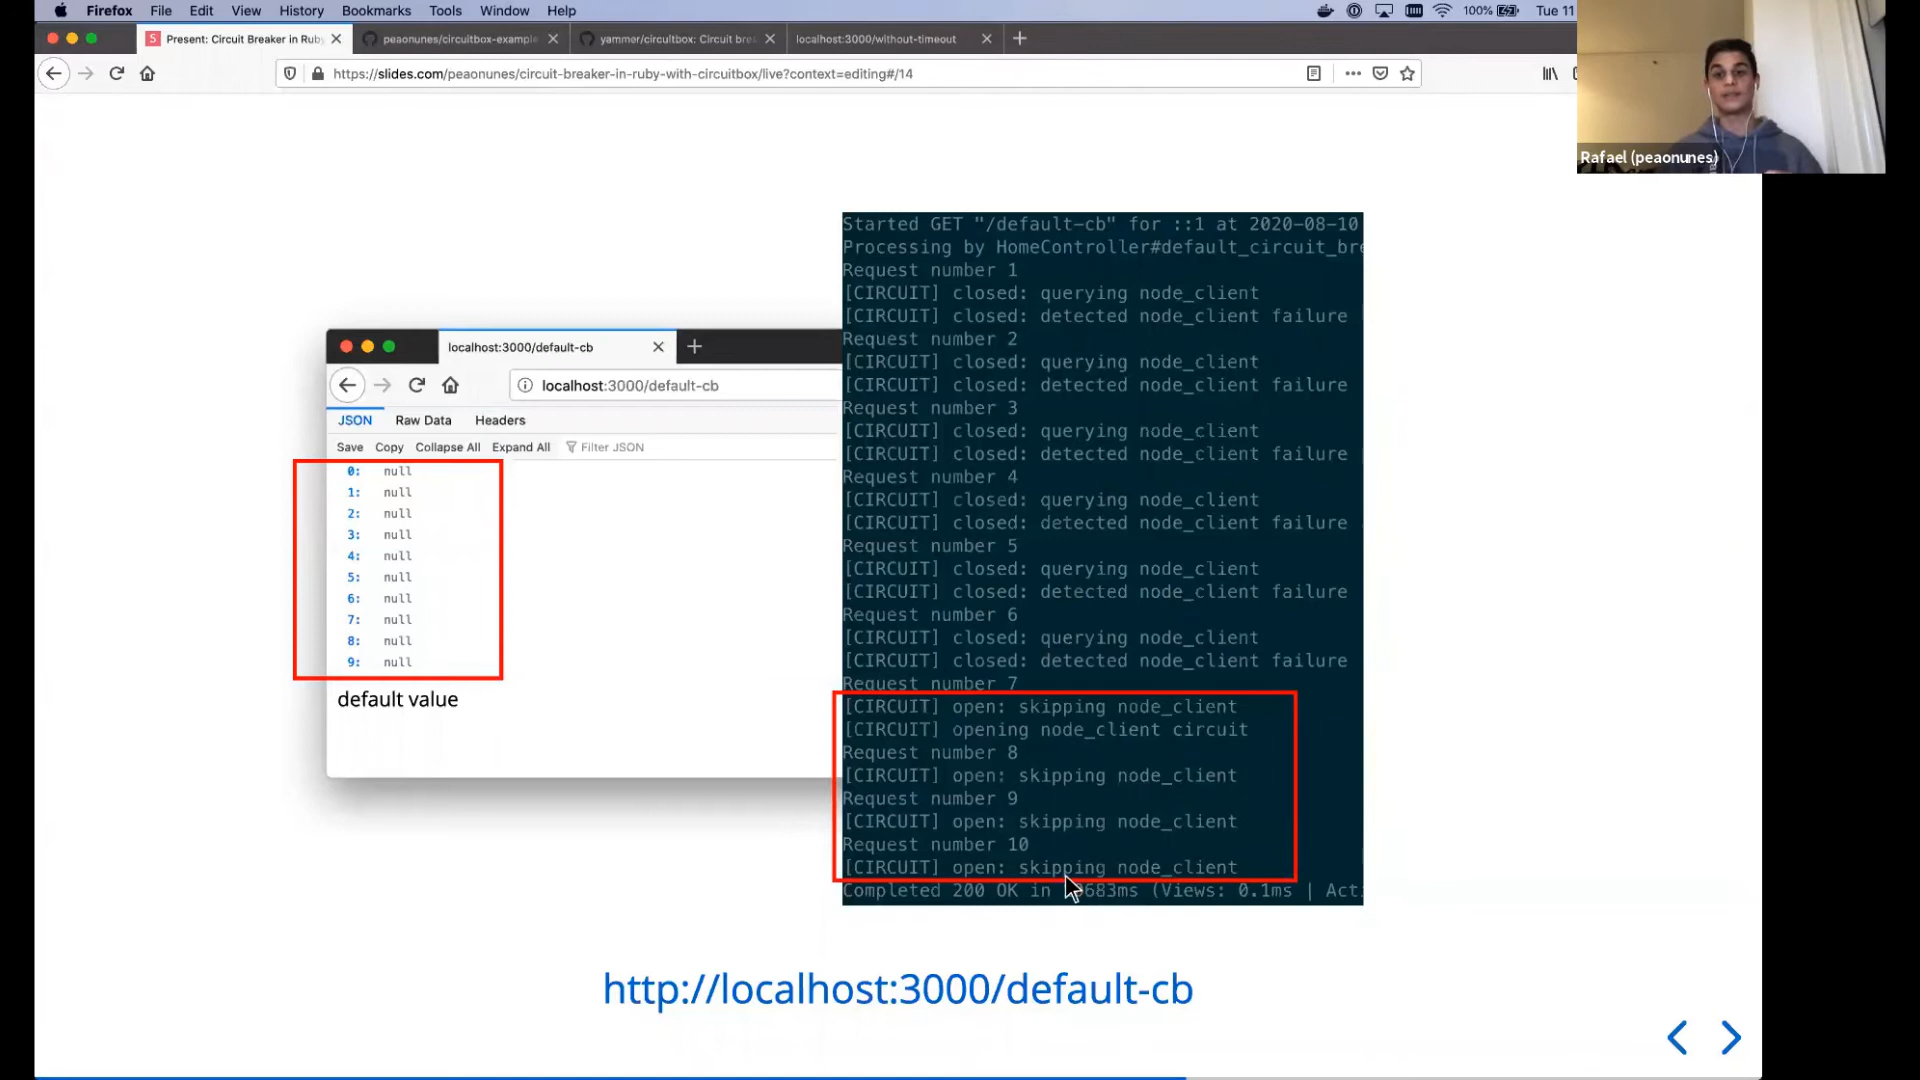 Firefox File Edit View History Bookmarks Tools Window Help 100% Tue 11
Present: Circuit Breaker in Ruby
peaonunes/circuitbox-example
yammer/circuitbox: Circuit bre
localhost:3000/without-timeout
https://slides.com/peaonunes/circuit-breaker-in-ruby-with-circuitbox/live?context=editing#/14
Rafael (peaonunes)
localhost:3000/default-cb
localhost:3000/default-cb
JSON Raw Data Headers
Save Copy Collapse All Expand All Filter JSON
0: null
1: null
2: null
3: null
4: null
5: null
6: null
7: null
8: null
9: null
default value
Started GET "/default-cb" for ::1 at 2020-08-10
Processing by HomeController#default_circuit_bre
Request number 1
[CIRCUIT] closed: querying node_client
[CIRCUIT] closed: detected node_client failure
Request number 2
[CIRCUIT] closed: querying node_client
[CIRCUIT] closed: detected node_client failure
Request number 3
[CIRCUIT] closed: querying node_client
[CIRCUIT] closed: detected node_client failure
Request number 4
[CIRCUIT] closed: querying node_client
[CIRCUIT] closed: detected node_client failure
Request number 5
[CIRCUIT] closed: querying node_client
[CIRCUIT] closed: detected node_client failure
Request number 6
[CIRCUIT] closed: querying node_client
[CIRCUIT] closed: detected node_client failure
Request number 7
[CIRCUIT] open: skipping node_client
[CIRCUIT] opening node_client circuit
Request number 8
[CIRCUIT] open: skipping node_client
Request number 9
[CIRCUIT] open: skipping node_client
Request number 10
[CIRCUIT] open: skipping node_client
Completed 200 OK in (Views: 0.1ms | Act
http://localhost:3000/default-cb